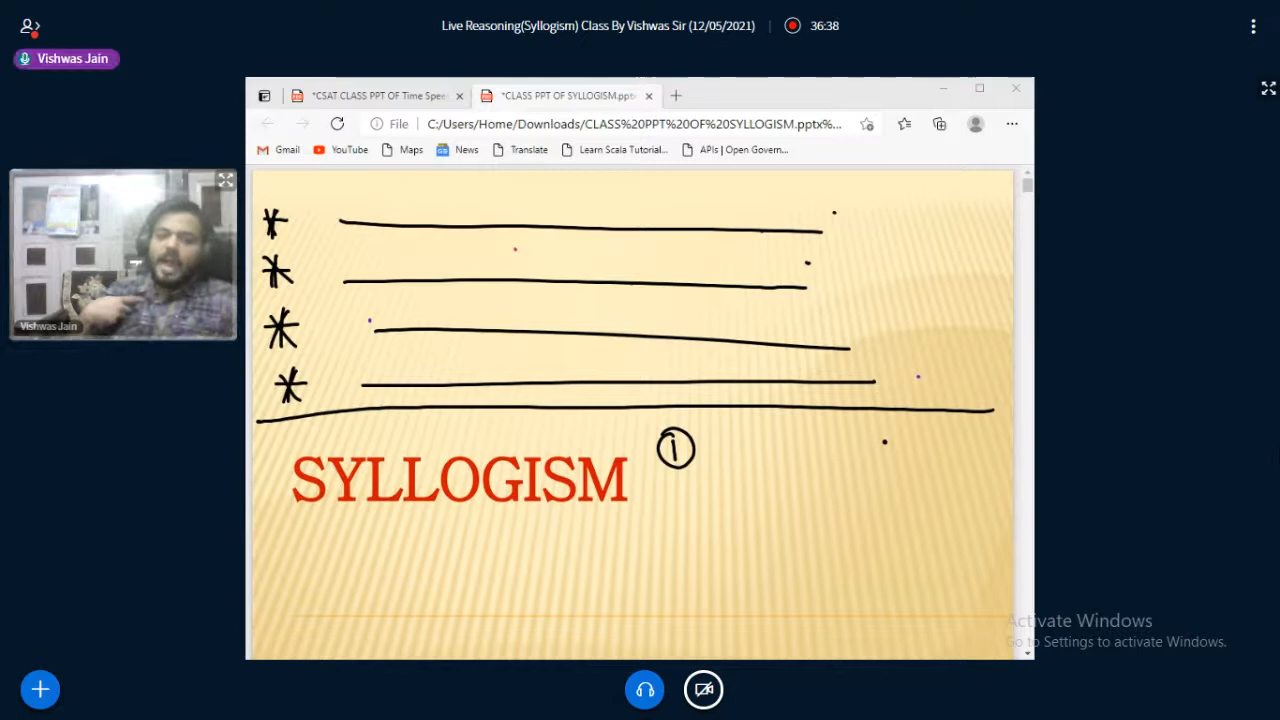 Live Reasoning(Syllogism) Class By Vishwas Sir (12/05/2021) | 36:38
Vishwas Jain
*CSAT CLASS PPT OF Time Spee
*CLASS PPT OF SYLLOGISM.ppt
File C:/Users/Home/Downloads/CLASS%20PPT%20OF%20SYLLOGISM.pptx%...
Gmail YouTube Maps News Translate Learn Scala Tutorial... APIs | Open Govern...
Vishwas Jain
SYLLOGISM
i
Activate Windows
Go to Settings to activate Windows.